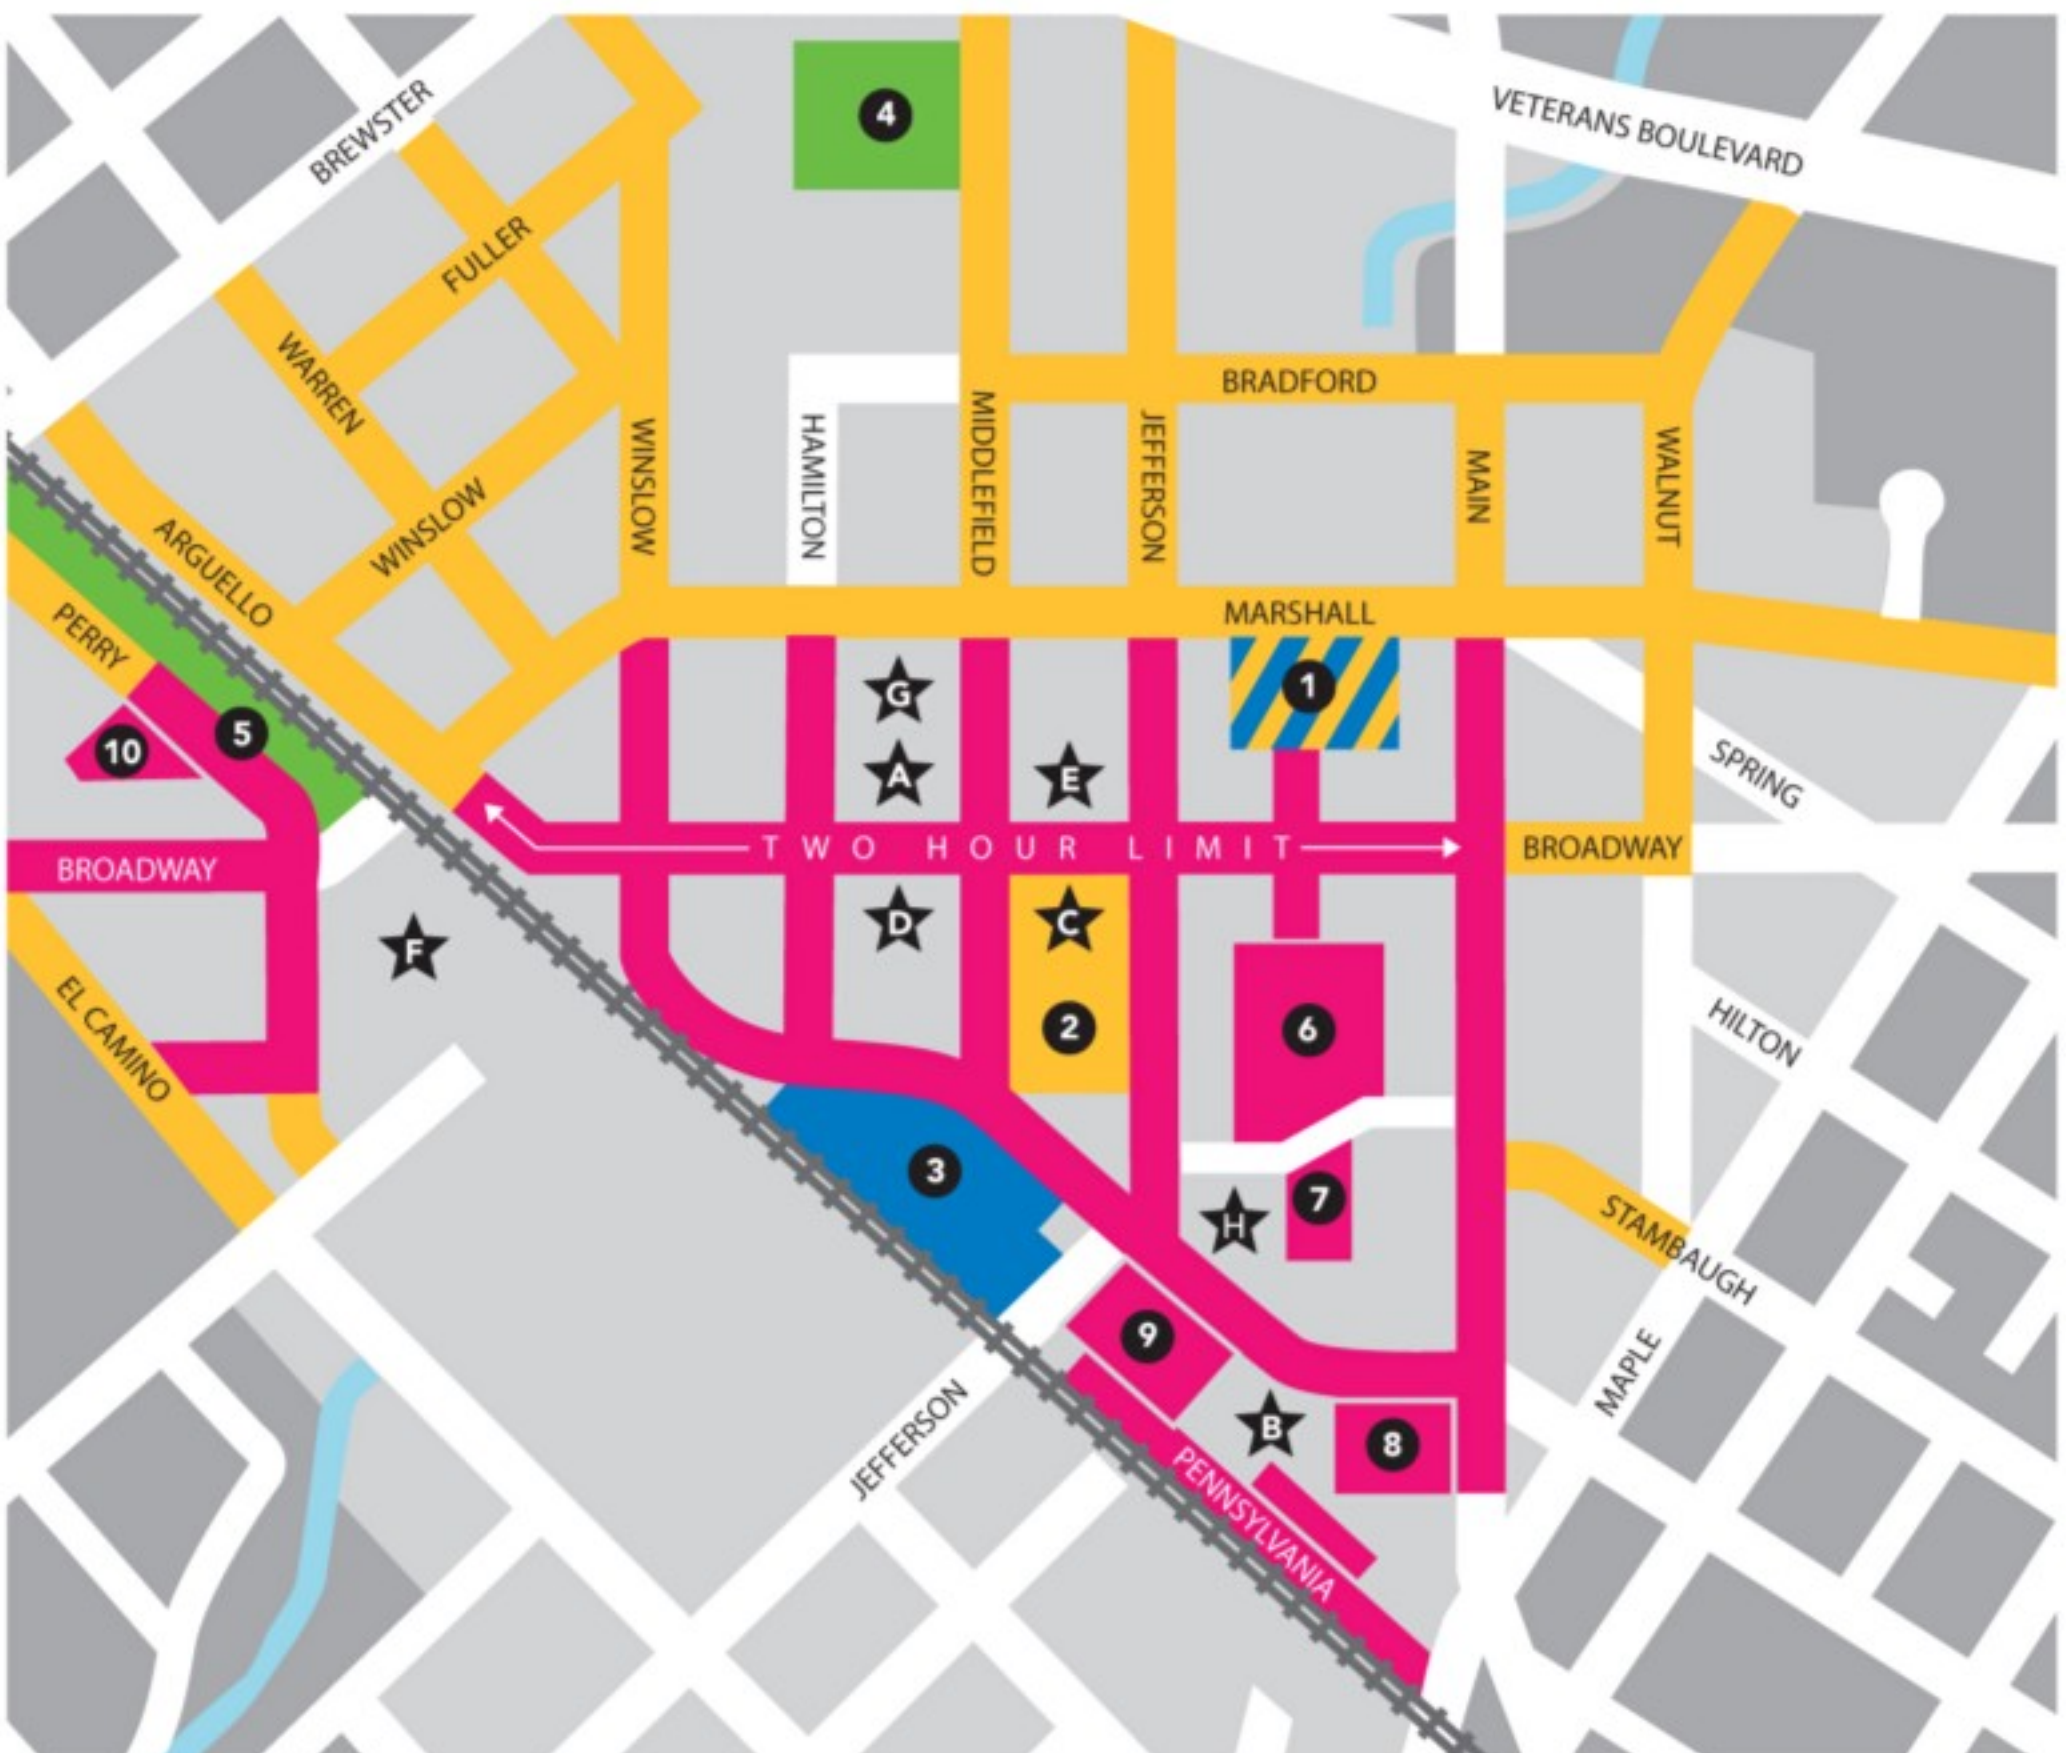 4
VETERANS BOULEVARD
BREWSTER
FULLER
WARREN
BRADFORD
HAMILTON
MIDDLEFIELD
JEFFERSON
WINSLOW
MAIN
WALNUT
WINSLOW
ARGUELLO
MARSHALL
PERRY
G
1
5
10
A
E
SPRING
TWO HOUR LIMIT
BROADWAY
BROADWAY
D
C
F
EL CAMINO
2
6
HILTON
3
7
H
STAMBAUGH
9
MAPLE
JEFFERSON
B
8
PENNSYLVANIA